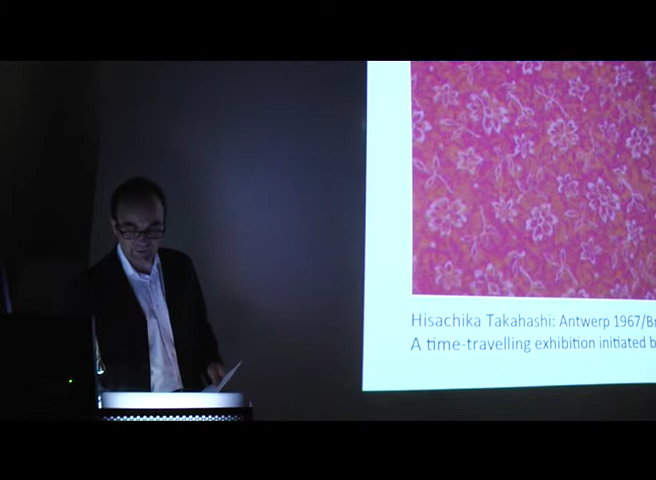 Hisachika Takahashi: Antwerp 1967/Br
A time-travelling exhibition initiated b